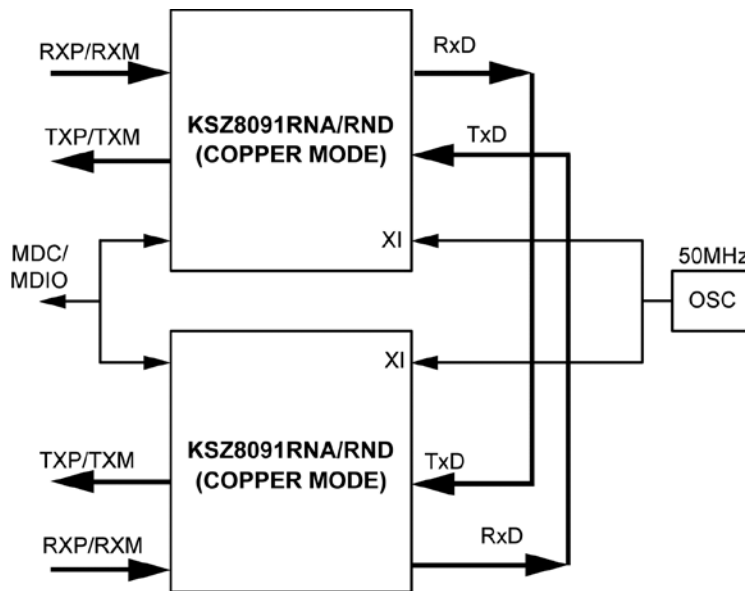 RXP/RXM
RxD
KSZ8091RNA/RND
(COPPER MODE)
TXP/TXM
TxD
XI
MDC/
MDIO
50MHz
OSC
XI
KSZ8091RNA/RND
(COPPER MODE)
TXP/TXM
TxD
RXP/RXM
RxD